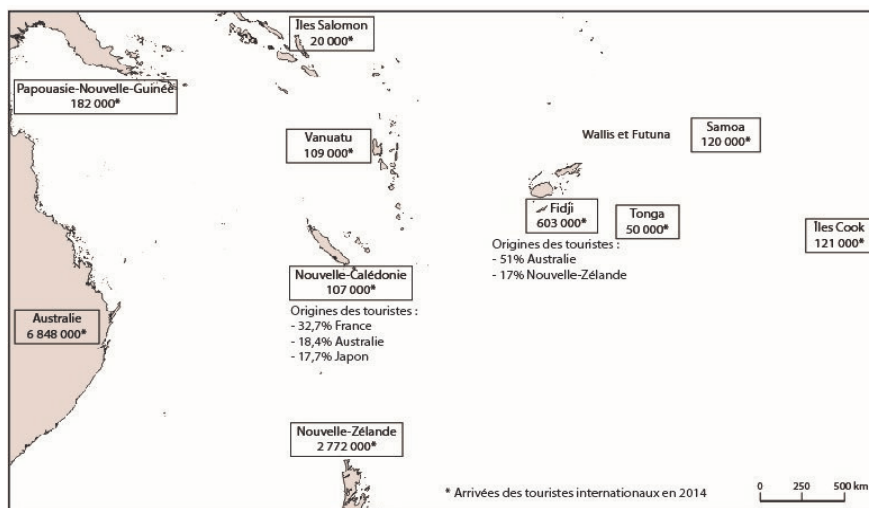 Îles Salomon
20 000*
Papouasie-Nouvelle-Guinée
182 000*
Vanuatu
109 000*
Wallis et Futuna
Samoa
120 000*
Fidji
603 000*
Tonga
50 000*
Îles Cook
121 000*
Origines des touristes :
- 51% Australie
- 17% Nouvelle-Zélande
Nouvelle-Calédonie
107 000*
Origines des touristes :
- 32,7% France
- 18,4% Australie
- 17,7% Japon
Australie
6 848 000*
Nouvelle-Zélande
2 772 000*
* Arrivées des touristes internationaux en 2014
0 250 500 km